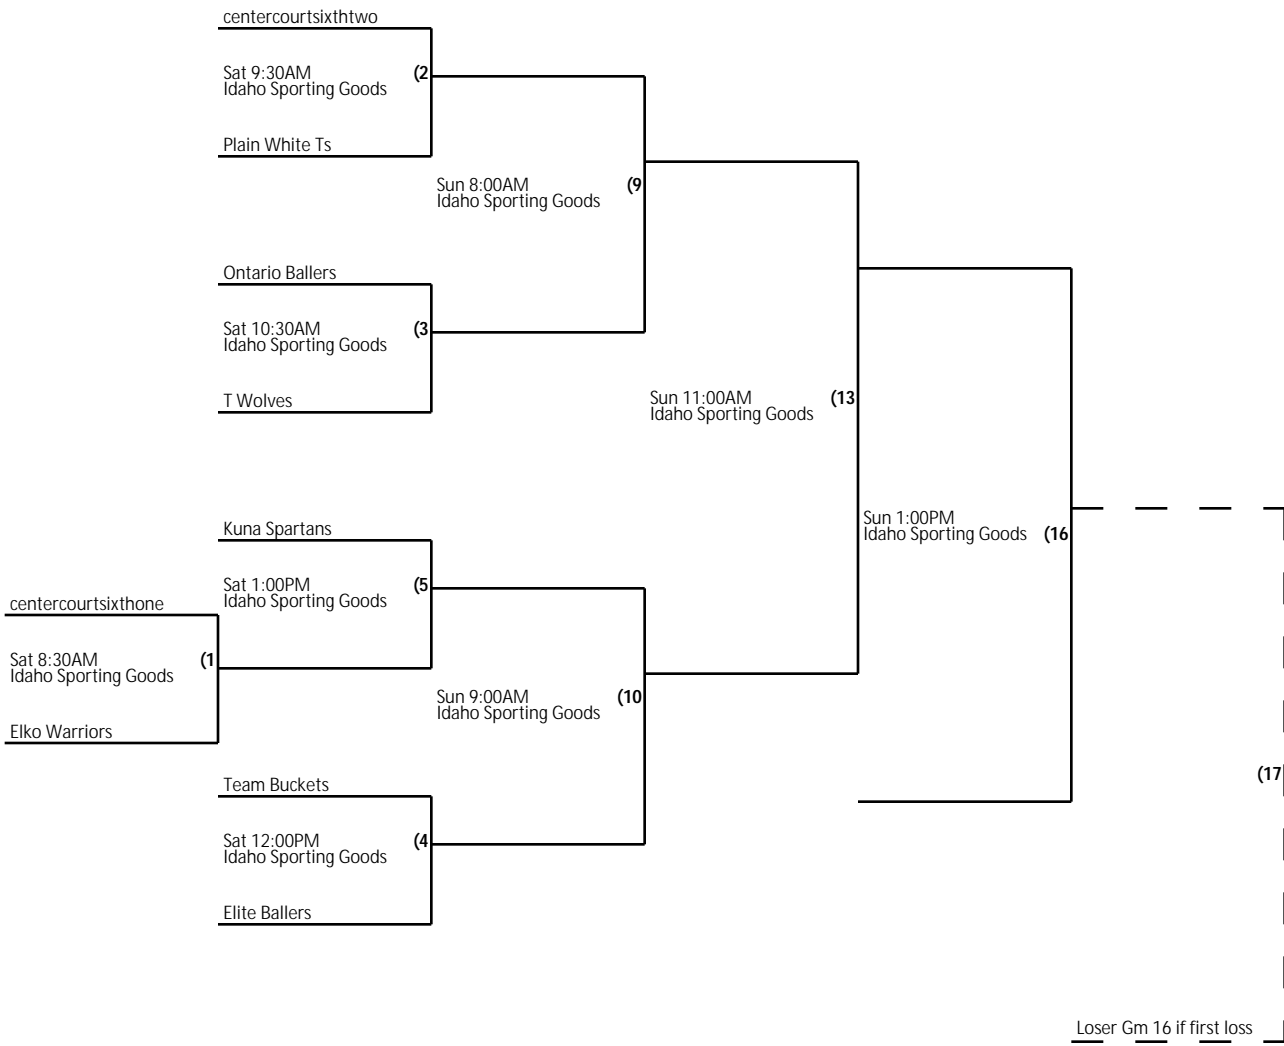 centercourtsixthtwo
Sat 9:30AM
(2
Idaho Sporting Goods
Plain White Ts
Sun 8:00AM
(9
Idaho Sporting Goods
Ontario Ballers
Sat 10:30AM
(3
Idaho Sporting Goods
T Wolves
Sun 11:00AM
(13
Idaho Sporting Goods
Kuna Spartans
Sun 1:00PM
Idaho Sporting Goods
(16
Sat 1:00PM
(5
Idaho Sporting Goods
centercourtsixthone
Sat 8:30AM
(1
Idaho Sporting Goods
Elko Warriors
Sun 9:00AM
(10
Idaho Sporting Goods
Team Buckets
(17
Sat 12:00PM
(4
Idaho Sporting Goods
Elite Ballers
Loser Gm 16 if first loss